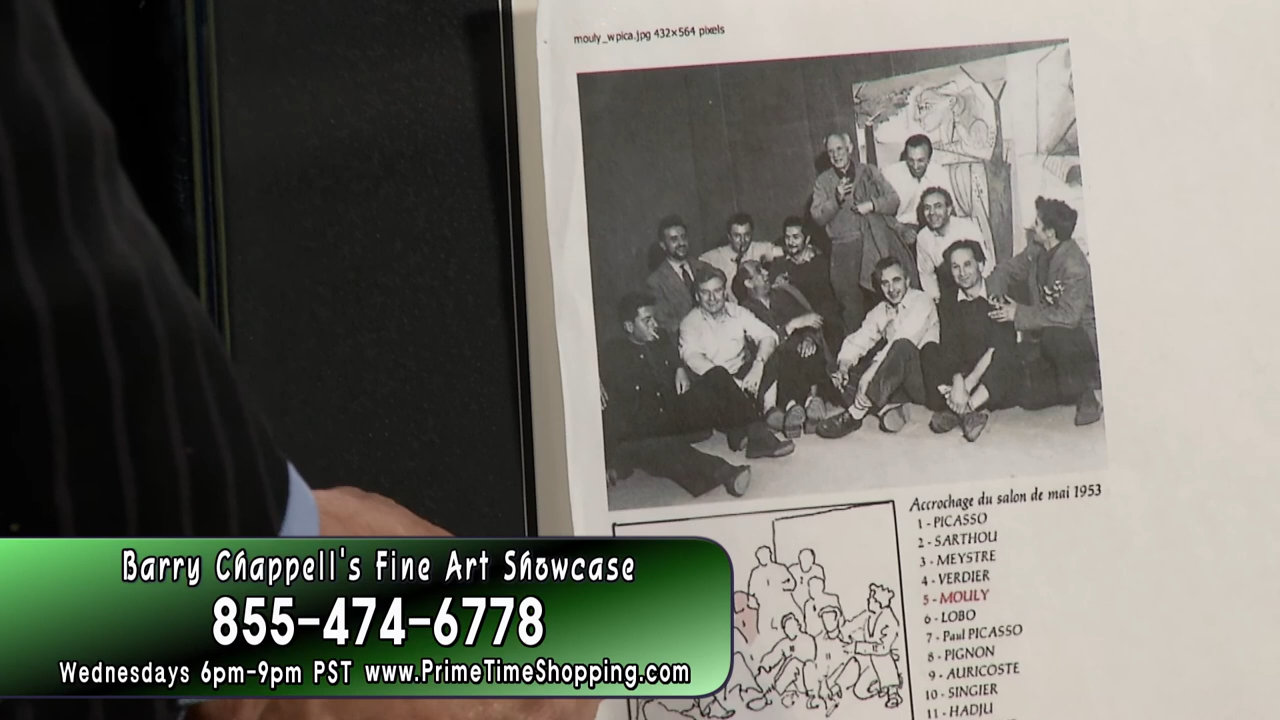 mouly_wpica.jpg 432x564 pixels
Accrochage du salon de mai 1953
1 - PICASSO
2 - SARTHOU
3 - MEYSTRE
4 - VERDIER
5 - MOULY
6 - LOBO
7 - Paul PICASSO
8 - PIGNON
9 - AURICOSTE
10 - SINGIER
11 - HADJU
Barry Chappell's Fine Art Showcase
855-474-6778
Wednesdays 6pm-9pm PST www.PrimeTimeShopping.com